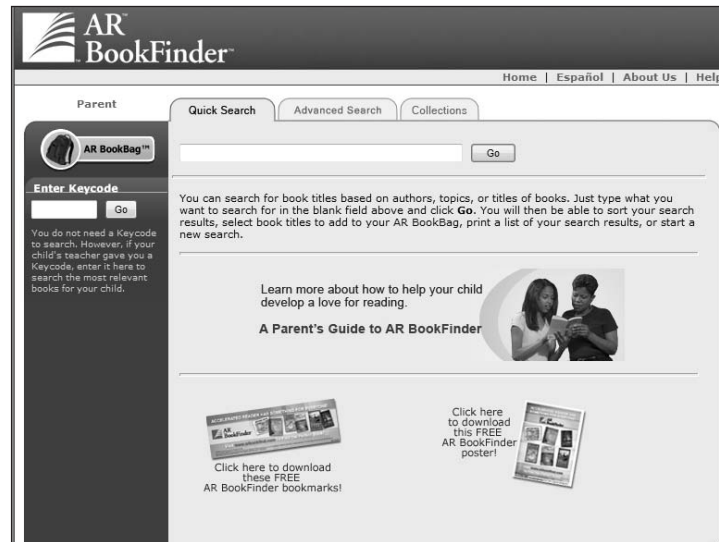 AR™
BookFinder™
Home | Español | About Us | Help
Parent
Quick Search
Advanced Search
Collections
AR BookBag™
Go
Enter Keycode
Go
You do not need a Keycode
to search. However, if your
child's teacher gave you a
Keycode, enter it here to
search the most relevant
books for your child.
You can search for book titles based on authors, topics, or titles of books. Just type what you
want to search for in the blank field above and click Go. You will then be able to sort your search
results, select book titles to add to your AR BookBag, print a list of your search results, or start a
new search.
Learn more about how to help your child
develop a love for reading.
A Parent's Guide to AR BookFinder
AR
BookFinder
Click here to download
these FREE
AR BookFinder bookmarks!
Click here
to download
this FREE
AR BookFinder
poster!